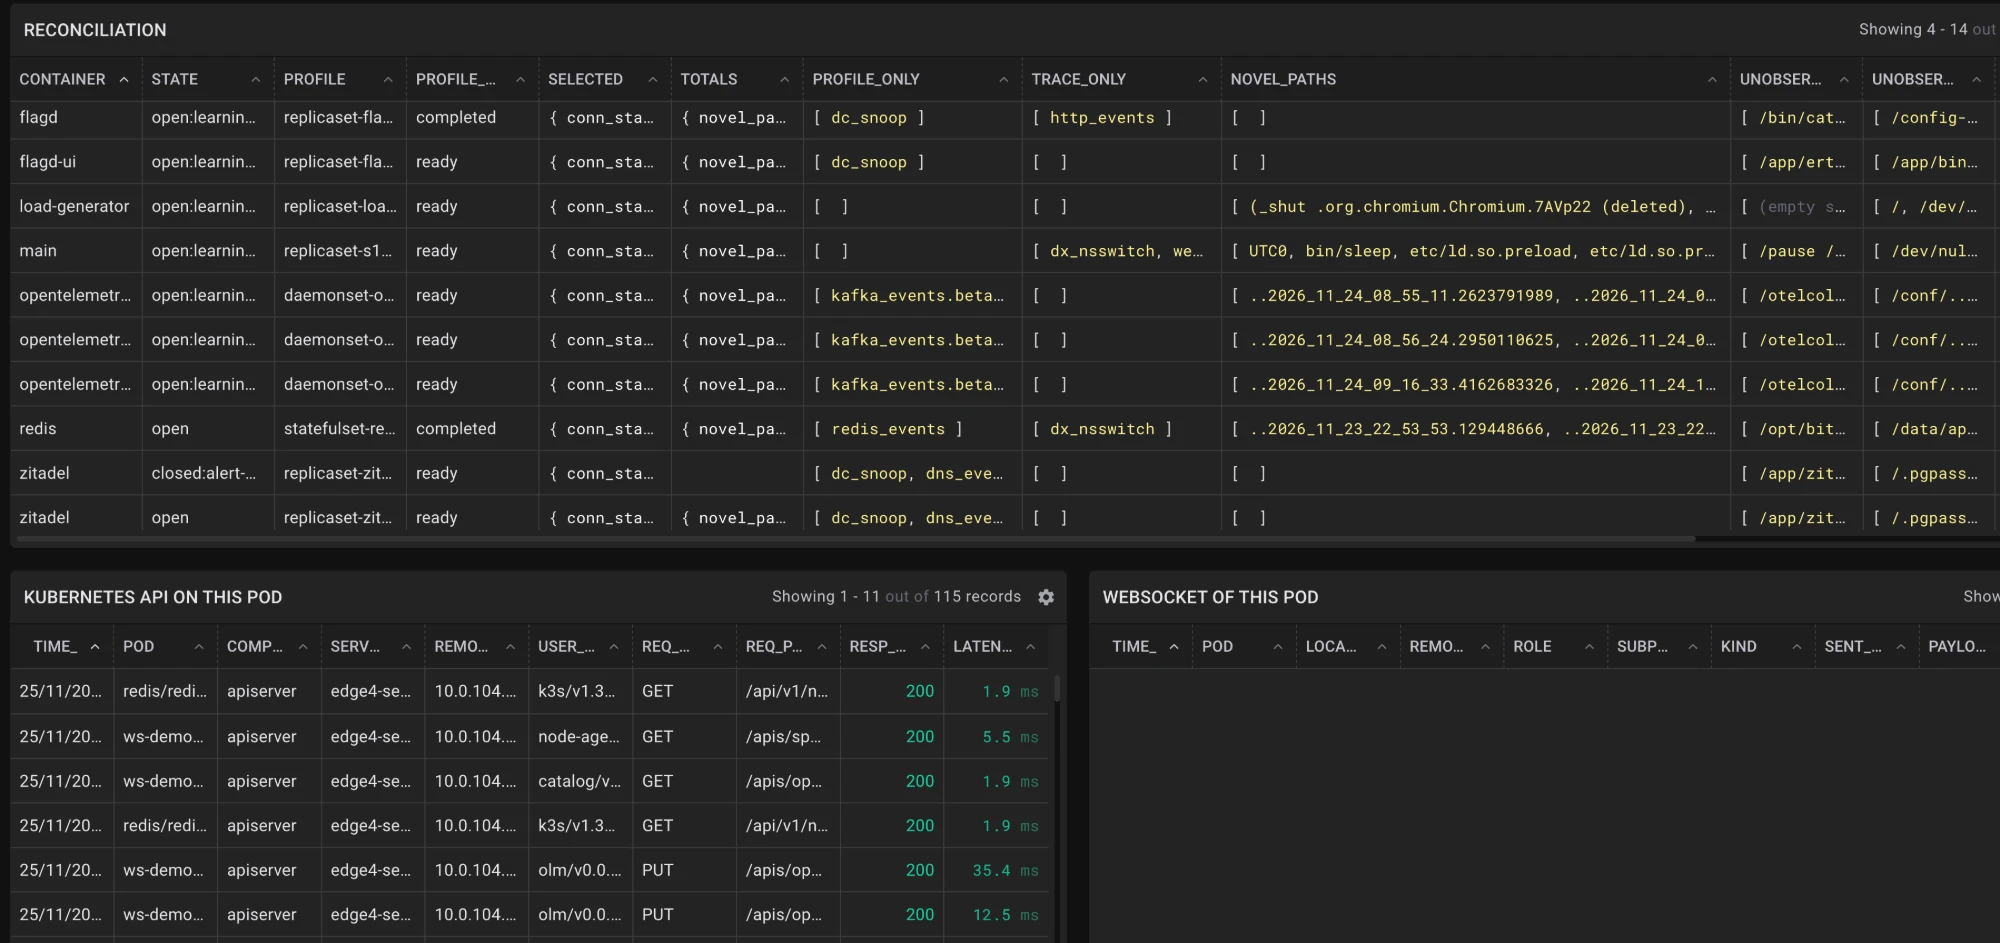 RECONCILIATION Showing 4 - 14 out
CONTAINER STATE PROFILE PROFILE_... SELECTED TOTALS PROFILE_ONLY TRACE_ONLY NOVEL_PATHS UNOBSER... UNOBSER...
flagd open:learnin... replicaset-fla... completed { conn_sta... { novel_pa... [ dc_snoop ] [ http_events ] [ ] [ /bin/cat... [ /config-...
flagd-ui open:learnin... replicaset-fla... ready { conn_sta... { novel_pa... [ dc_snoop ] [ ] [ ] [ /app/ert... [ /app/bin...
load-generator open:learnin... replicaset-loa... ready { conn_sta... { novel_pa... [ ] [ ] [ (_shut .org.chromium.Chromium.7AVp22 (deleted), ... [ (empty s... [ /, /dev/...
main open:learnin... replicaset-s1... ready { conn_sta... { novel_pa... [ ] [ dx_nsswitch, we... [ UTC0, bin/sleep, etc/ld.so.preload, etc/ld.so.pr... [ /pause /... [ /dev/nul...
opentelemetr... open:learnin... daemonset-o... ready { conn_sta... { novel_pa... [ kafka_events.beta... [ ] [ ..2026_11_24_08_55_11.2623791989, ..2026_11_24_0... [ /otelcol... [ /conf/.....
opentelemetr... open:learnin... daemonset-o... ready { conn_sta... { novel_pa... [ kafka_events.beta... [ ] [ ..2026_11_24_08_56_24.2950110625, ..2026_11_24_0... [ /otelcol... [ /conf/.....
opentelemetr... open:learnin... daemonset-o... ready { conn_sta... { novel_pa... [ kafka_events.beta... [ ] [ ..2026_11_24_09_16_33.4162683326, ..2026_11_24_1... [ /otelcol... [ /conf/.....
redis open statefulset-re... completed { conn_sta... { novel_pa... [ redis_events ] [ dx_nsswitch ] [ ..2026_11_23_22_53_53.129448666, ..2026_11_23_22... [ /opt/bit... [ /data/ap...
zitadel closed:alert-... replicaset-zit... ready { conn_sta... [ dc_snoop, dns_eve... [ ] [ ] [ /app/zit... [ /.pgpass...
zitadel open replicaset-zit... ready { conn_sta... { novel_pa... [ dc_snoop, dns_eve... [ ] [ ] [ /app/zit... [ /.pgpass...
KUBERNETES API ON THIS POD Showing 1 - 11 out of 115 records
TIME_ POD COMP... SERV... REMO... USER_... REQ_... REQ_P... RESP_... LATEN...
25/11/20... redis/redi... apiserver edge4-se... 10.0.104.... k3s/v1.3... GET /api/v1/n... 200 1.9 ms
25/11/20... ws-demo... apiserver edge4-se... 10.0.104.... node-age... GET /apis/sp... 200 5.5 ms
25/11/20... ws-demo... apiserver edge4-se... 10.0.104.... catalog/v... GET /apis/op... 200 1.9 ms
25/11/20... redis/redi... apiserver edge4-se... 10.0.104.... k3s/v1.3... GET /api/v1/n... 200 1.9 ms
25/11/20... ws-demo... apiserver edge4-se... 10.0.104.... olm/v0.0.... PUT /apis/op... 200 35.4 ms
25/11/20... ws-demo... apiserver edge4-se... 10.0.104.... olm/v0.0.... PUT /apis/op... 200 12.5 ms
WEBSOCKET OF THIS POD Show
TIME_ POD LOCA... REMO... ROLE SUBP... KIND SENT_... PAYLO...